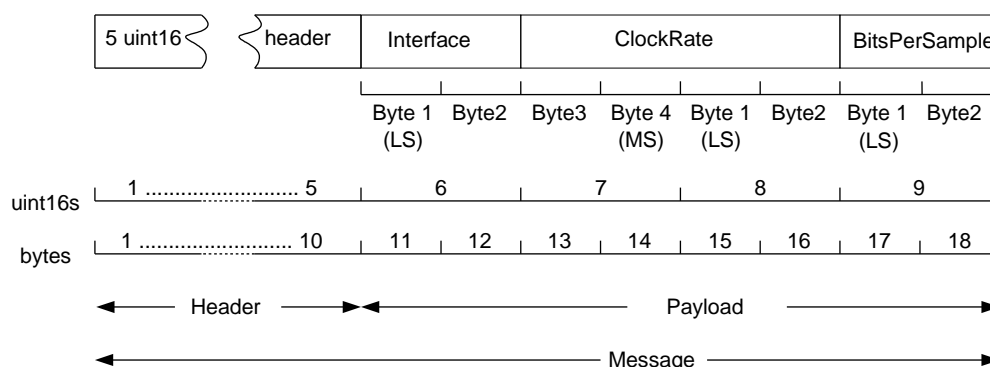 5 uint16 header Interface ClockRate BitsPerSample
Byte 1 Byte2 Byte3 Byte 4 Byte 1 Byte2 Byte 1 Byte2
(LS) (MS) (LS) (LS)
uint16s 1 .......................... 5 6 7 8 9
bytes 1 .......................... 10 11 12 13 14 15 16 17 18
Header Payload
Message